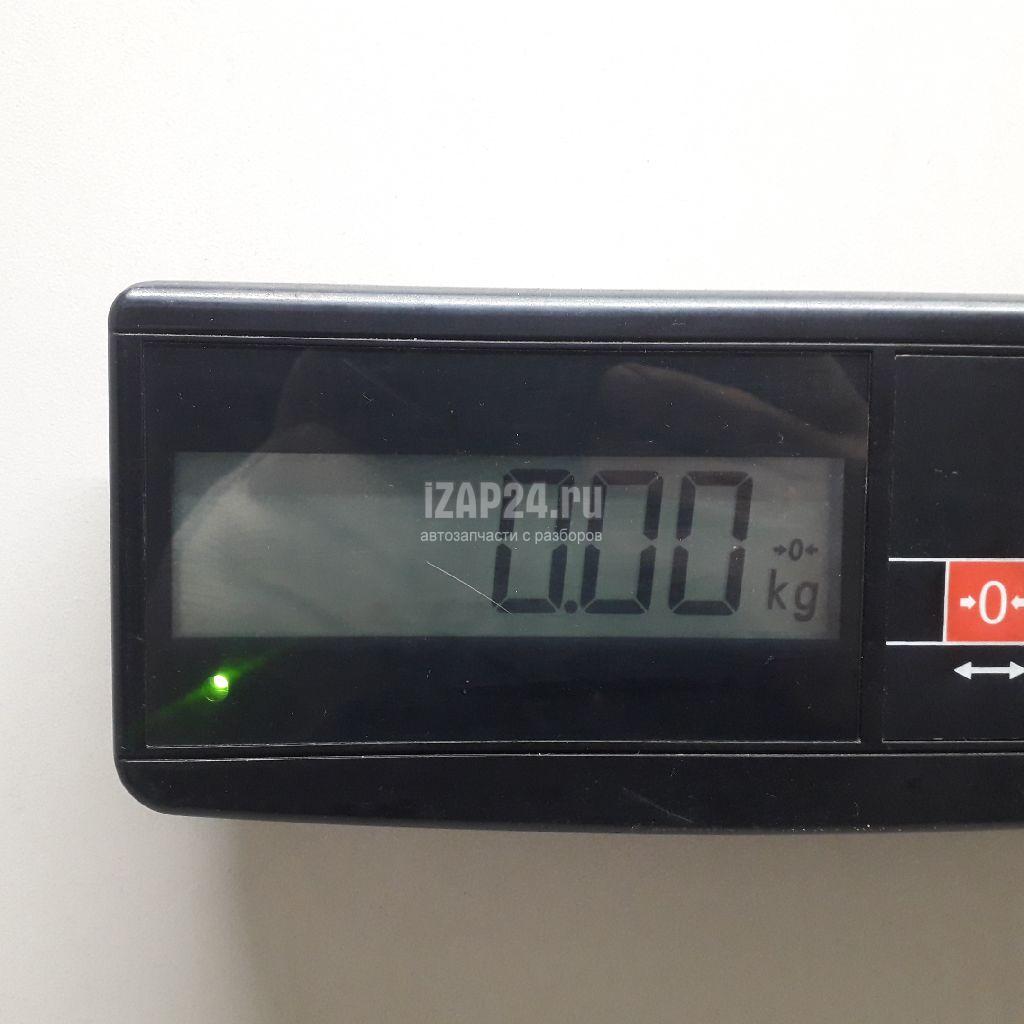 iZAP24.ru
автозапчасти с разборов
0.00
→0←
kg
→0←